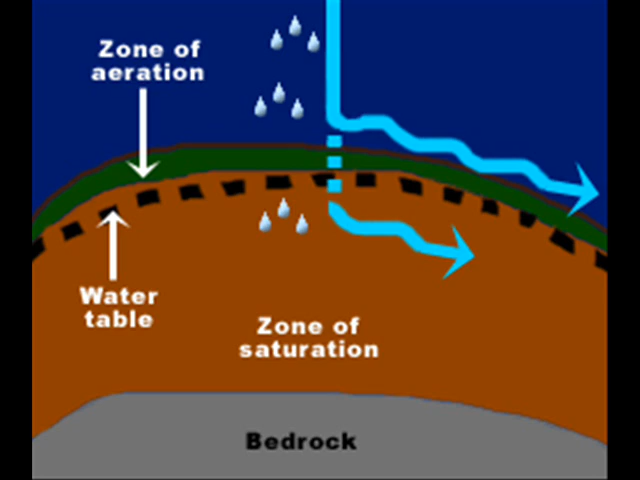 Zone of
aeration
Water
table
Zone of
saturation
Bedrock